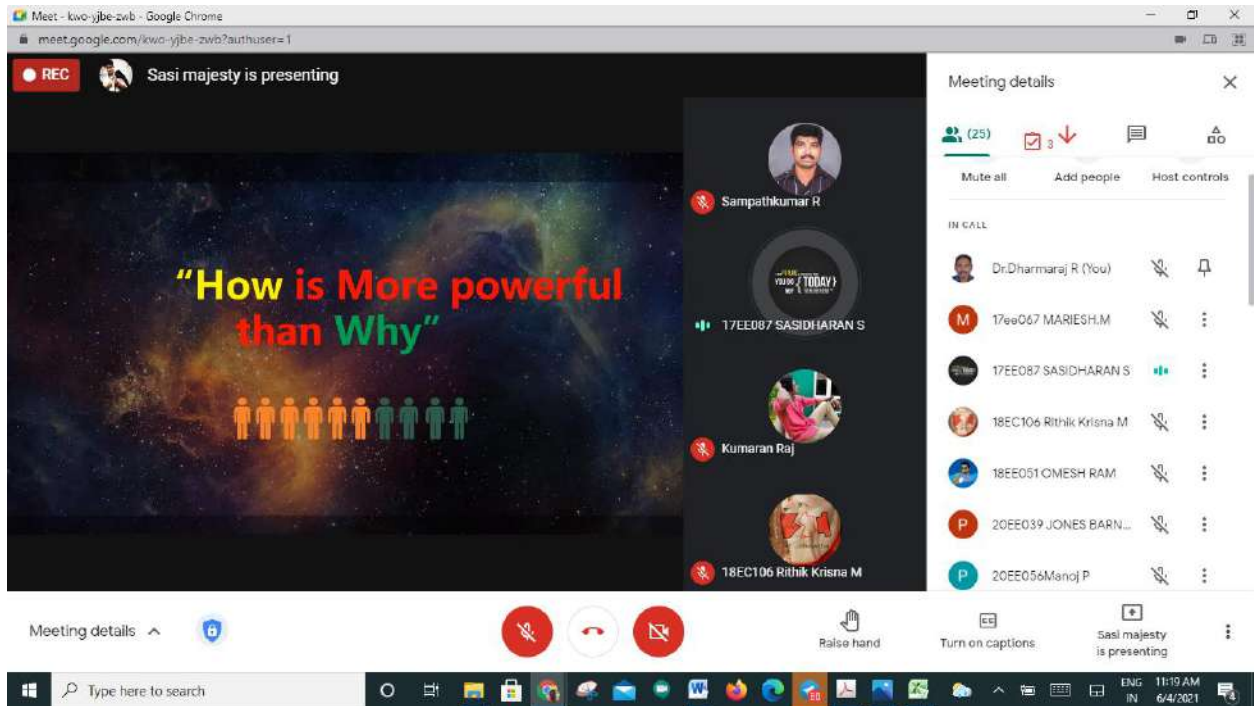 Meet - kwo-yjbe-zwb - Google Chrome
meet.google.com/kwo-yjbe-zwb?authuser=1
REC
Sasi majesty is presenting
"How is More powerful
than Why"
Sampathkumar R
TODAY
17EE087 SASIDHARAN S
Kumaran Raj
18EC106 Rithik Krisna M
Meeting details
(25)
3
Mute all
Add people
Host controls
IN CALL
Dr.Dharmaraj R (You)
M
17ee067 MARIESH.M
17EE087 SASIDHARAN S
18EC106 Rithik Krisna M
18EE051 OMESH RAM
P
20EE039 JONES BARN...
P
20EE056Manoj P
Meeting details
Raise hand
CC
Turn on captions
Sasi majesty
is presenting
Type here to search
ENG
IN
11:19 AM
6/4/2021
4